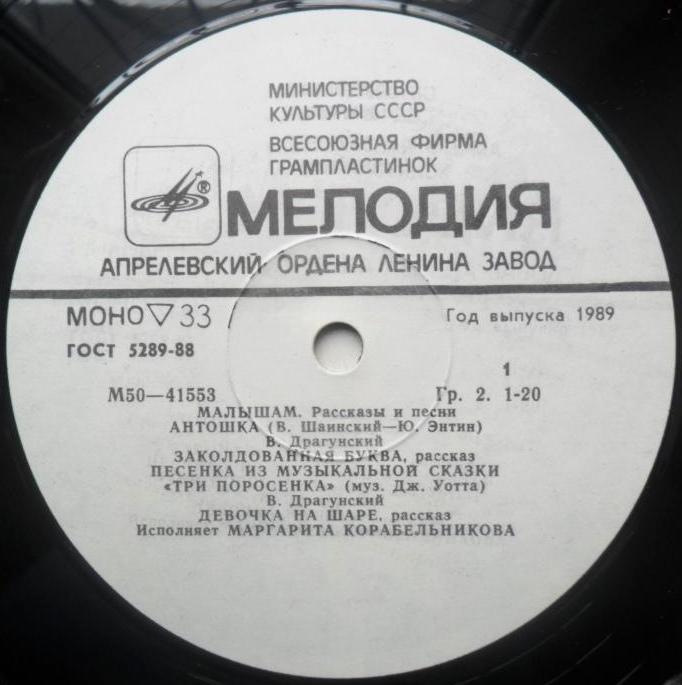 МИНИСТЕРСТВО
КУЛЬТУРЫ СССР
ВСЕСОЮЗНАЯ ФИРМА
ГРАМПЛАСТИНОК
®
МЕЛОДИЯ
АПРЕЛЕВСКИЙ ОРДЕНА ЛЕНИНА ЗАВОД
МОНО ▽ 33 Год выпуска 1989
ГОСТ 5289-88
1
М50—41553 Гр. 2. 1-20
МАЛЫШАМ. Рассказы и песни
АНТОШКА (В. Шаинский—Ю. Энтин)
В. Драгунский
ЗАКОЛДОВАННАЯ БУКВА, рассказ
ПЕСЕНКА ИЗ МУЗЫКАЛЬНОЙ СКАЗКИ
«ТРИ ПОРОСЕНКА» (муз. Дж. Уотта)
В. Драгунский
ДЕВОЧКА НА ШАРЕ, рассказ
Исполняет МАРГАРИТА КОРАБЕЛЬНИКОВА